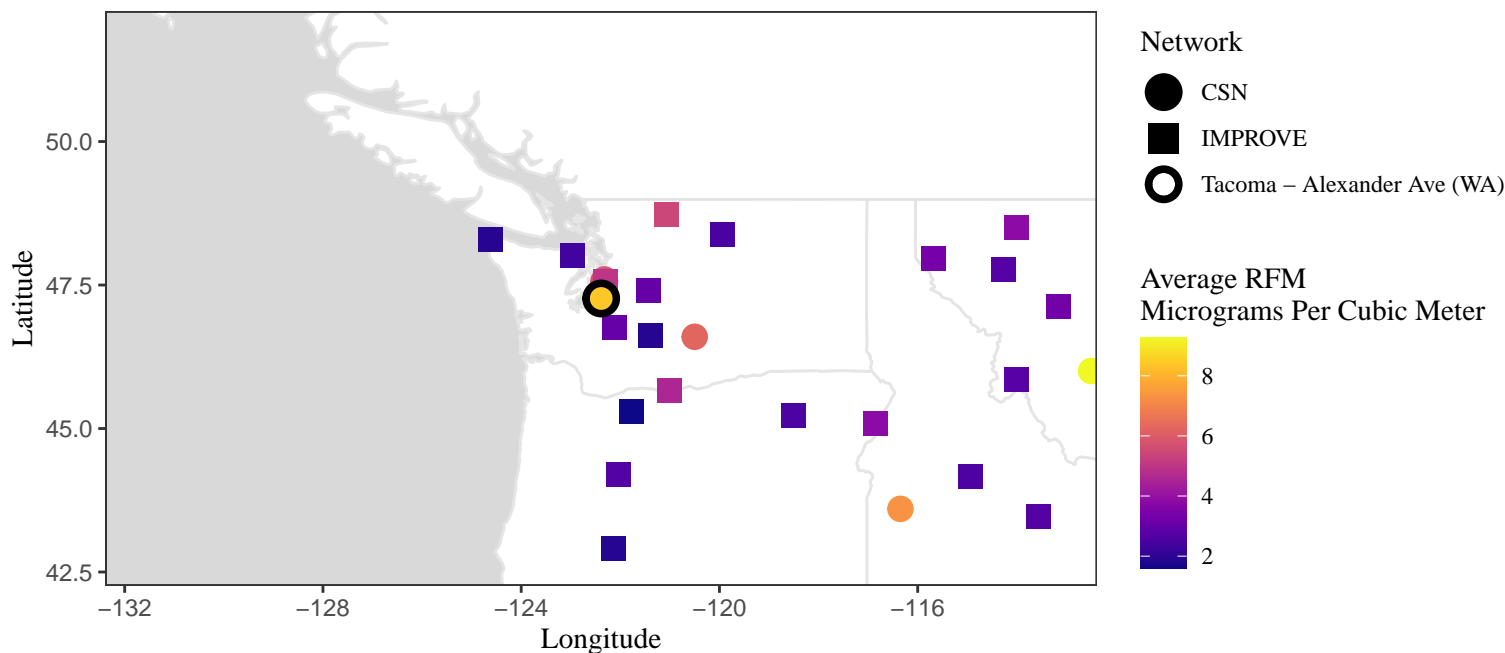 50.0
47.5
45.0
42.5
Latitude
−132
−128
−124
−120
−116
Longitude
Network
CSN
IMPROVE
Tacoma − Alexander Ave (WA)
Average RFM
Micrograms Per Cubic Meter
8
6
4
2